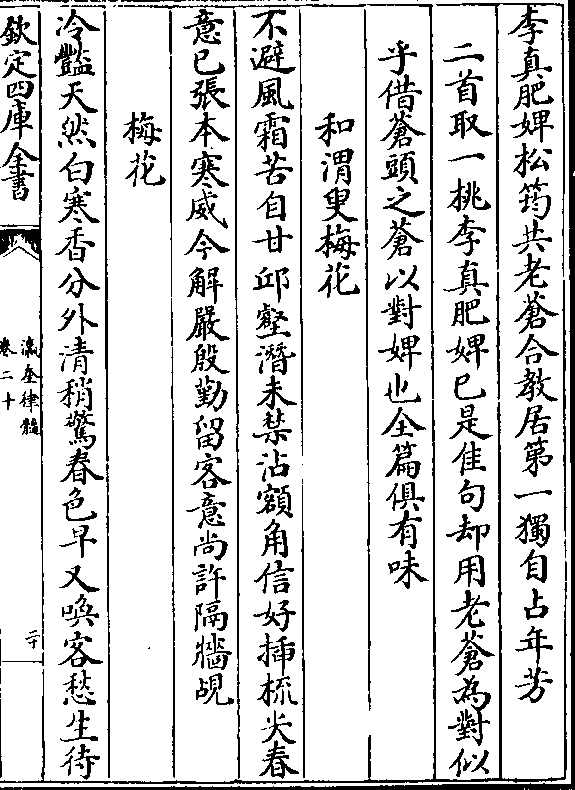 李真肥婢松筠共老蒼合教居第一獨自占年芳
二首取一桃李真肥婢已是佳句却用老蒼為對似
乎借蒼頭之蒼以對婢也全篇俱有味
和渭叟梅花
不避風霜苦自甘邱壑潛未禁沾額角信好揷梳尖春
意已張本寒威今解嚴殷勤留客意尚許隔牆覘
梅花
冷豔天然白寒香分外清稍驚春色早又喚客愁生待
欽定四庫全書
瀛奎律髓
卷二十
二十